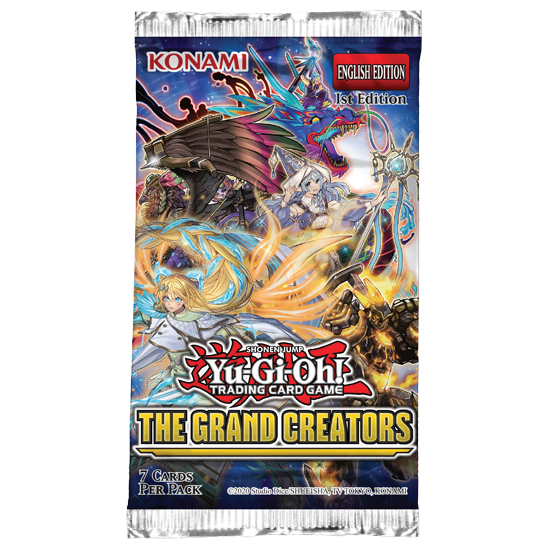 KONAMI
ENGLISH EDITION
1st Edition
SHONEN JUMP
Yu-Gi-Oh!
TRADING CARD GAME
THE GRAND CREATORS
7 CARDS
PER PACK
©2020 Studio Dice/SHUEISHA, TV TOKYO, KONAMI